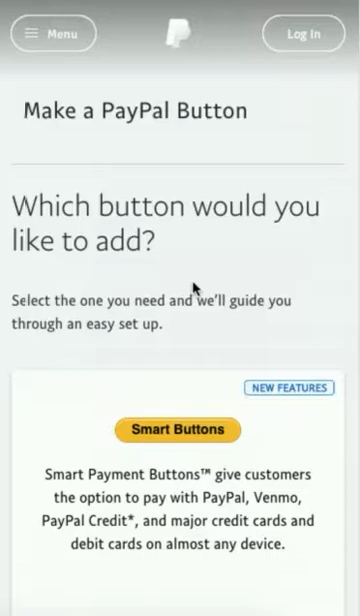 Menu
Log In
Make a PayPal Button
Which button would you
like to add?
Select the one you need and we'll guide you
through an easy set up.
NEW FEATURES
Smart Buttons
Smart Payment Buttons™ give customers
the option to pay with PayPal, Venmo,
PayPal Credit*, and major credit cards and
debit cards on almost any device.